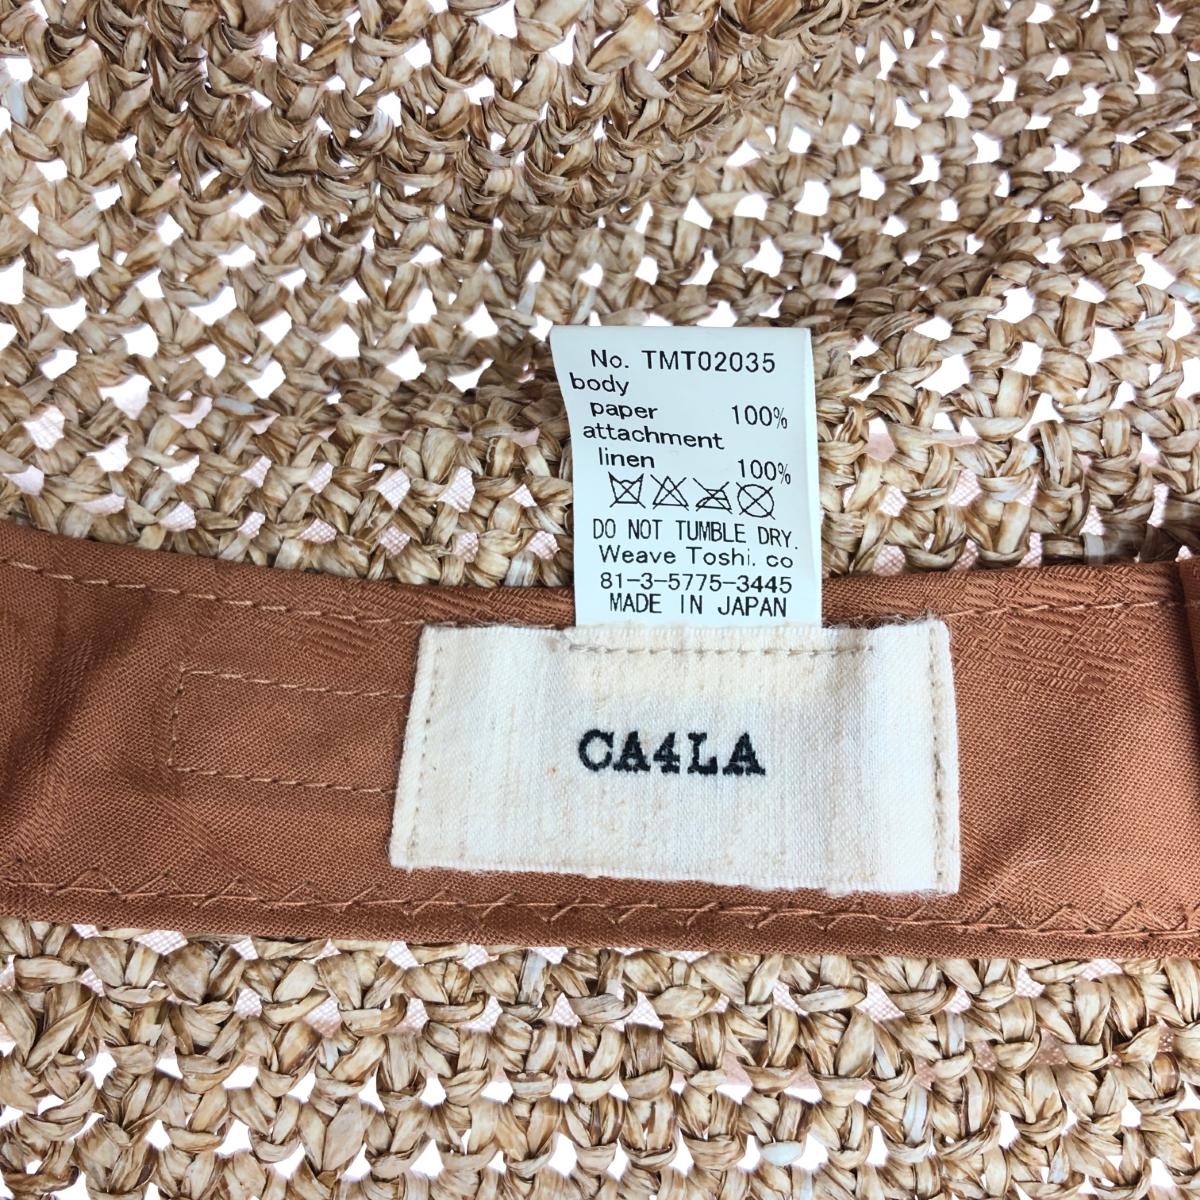 No. TMT02035
body
paper 100%
attachment
linen 100%
DO NOT TUMBLE DRY.
Weave Toshi. co
81-3-5775-3445
MADE IN JAPAN
CA4LA